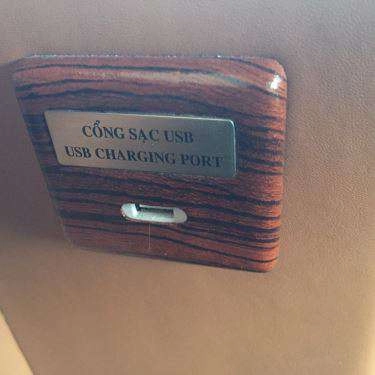 CỔNG SẠC USB
USB CHARGING PORT